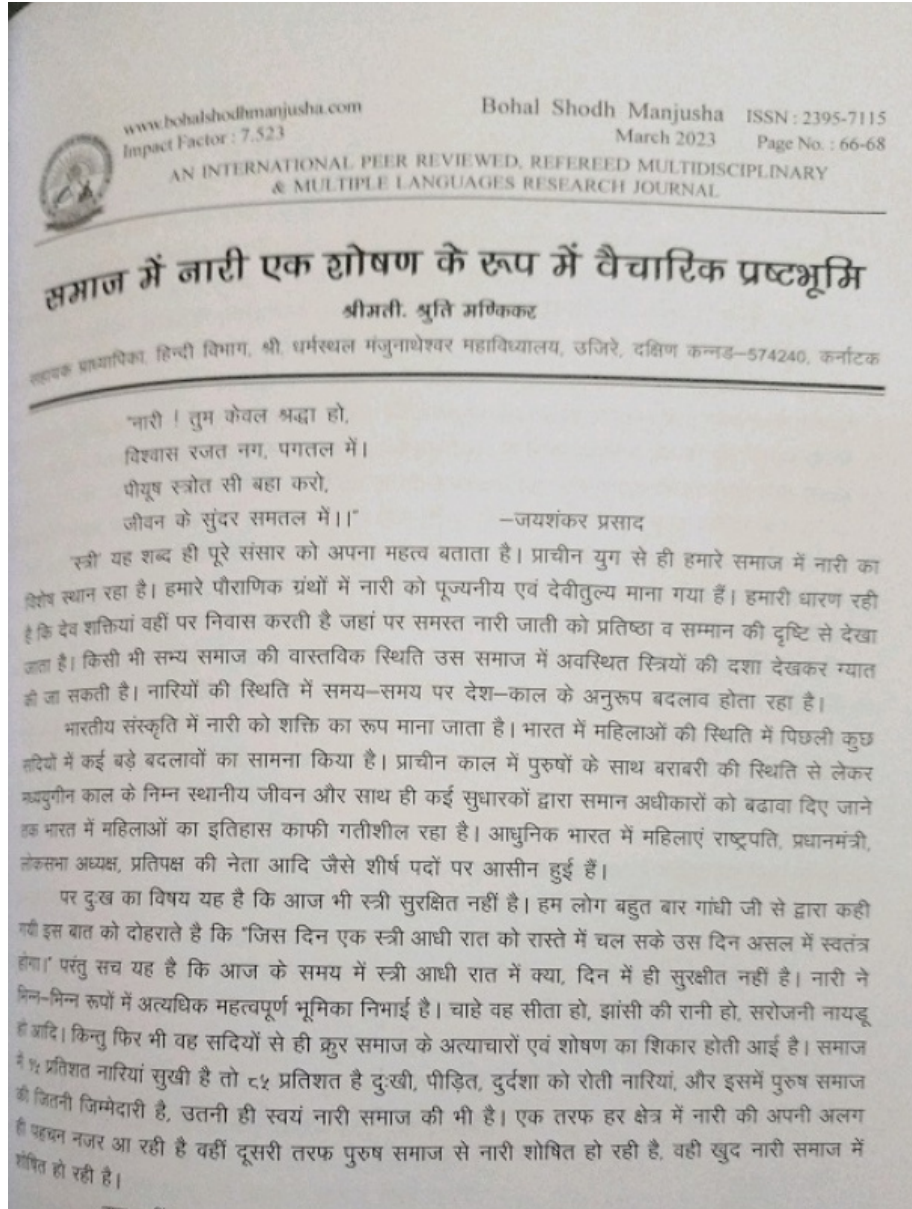 www.bohalshodhmanjusha.com
Impact Factor : 7.523
Bohal Shodh Manjusha ISSN : 2395-7115
March 2023 Page No. : 66-68
AN INTERNATIONAL PEER REVIEWED, REFEREED MULTIDISCIPLINARY
& MULTIPLE LANGUAGES RESEARCH JOURNAL
समाज में नारी एक शोषण के रूप में वैचारिक प्रष्टभूमि
श्रीमती. श्रुति मण्किकर
सहायक प्राध्यापिका, हिन्दी विभाग, श्री. धर्मस्थल मंजुनाथेश्वर महाविध्यालय, उजिरे, दक्षिण कन्नड–574240, कर्नाटक
"नारी ! तुम केवल श्रद्धा हो,
विश्वास रजत नग, पगतल में।
पीयूष स्त्रोत सी बहा करो,
जीवन के सुंदर समतल में।।" –जयशंकर प्रसाद
'स्त्री' यह शब्द ही पूरे संसार को अपना महत्व बताता है। प्राचीन युग से ही हमारे समाज में नारी का
विशेष स्थान रहा है। हमारे पौराणिक ग्रंथों में नारी को पूज्यनीय एवं देवीतुल्य माना गया हैं। हमारी धारण रही
है कि देव शक्तियां वहीं पर निवास करती है जहां पर समस्त नारी जाती को प्रतिष्ठा व सम्मान की दृष्टि से देखा
जाता है। किसी भी सभ्य समाज की वास्तविक स्थिति उस समाज में अवस्थित स्त्रियों की दशा देखकर ग्यात
की जा सकती है। नारियों की स्थिति में समय–समय पर देश–काल के अनुरूप बदलाव होता रहा है।
भारतीय संस्कृति में नारी को शक्ति का रूप माना जाता है। भारत में महिलाओं की स्थिति में पिछली कुछ
सदियों में कई बड़े बदलावों का सामना किया है। प्राचीन काल में पुरुषों के साथ बराबरी की स्थिति से लेकर
मध्ययुगीन काल के निम्न स्थानीय जीवन और साथ ही कई सुधारकों द्वारा समान अधीकारों को बढावा दिए जाने
तक भारत में महिलाओं का इतिहास काफी गतीशील रहा है। आधुनिक भारत में महिलाएं राष्ट्रपति, प्रधानमंत्री,
लोकसभा अध्यक्ष, प्रतिपक्ष की नेता आदि जैसे शीर्ष पदों पर आसीन हुई हैं।
पर दुःख का विषय यह है कि आज भी स्त्री सुरक्षित नहीं है। हम लोग बहुत बार गांधी जी से द्वारा कही
गयी इस बात को दोहराते है कि "जिस दिन एक स्त्री आधी रात को रास्ते में चल सके उस दिन असल में स्वतंत्र
होगा।" परंतु सच यह है कि आज के समय में स्त्री आधी रात में क्या, दिन में ही सुरक्षीत नहीं है। नारी ने
भिन्न–भिन्न रूपों में अत्यधिक महत्वपूर्ण भूमिका निभाई है। चाहे वह सीता हो, झांसी की रानी हो, सरोजनी नायडू
हो आदि। किन्तु फिर भी वह सदियों से ही क्रुर समाज के अत्याचारों एवं शोषण का शिकार होती आई है। समाज
में १५ प्रतिशत नारियां सुखी है तो ८५ प्रतिशत है दुःखी, पीड़ित, दुर्दशा को रोती नारियां, और इसमें पुरुष समाज
की जितनी जिम्मेदारी है, उतनी ही स्वयं नारी समाज की भी है। एक तरफ हर क्षेत्र में नारी की अपनी अलग
ही पहचन नजर आ रही है वहीं दूसरी तरफ पुरुष समाज से नारी शोषित हो रही है, वही खुद नारी समाज में
शोषित हो रही है।